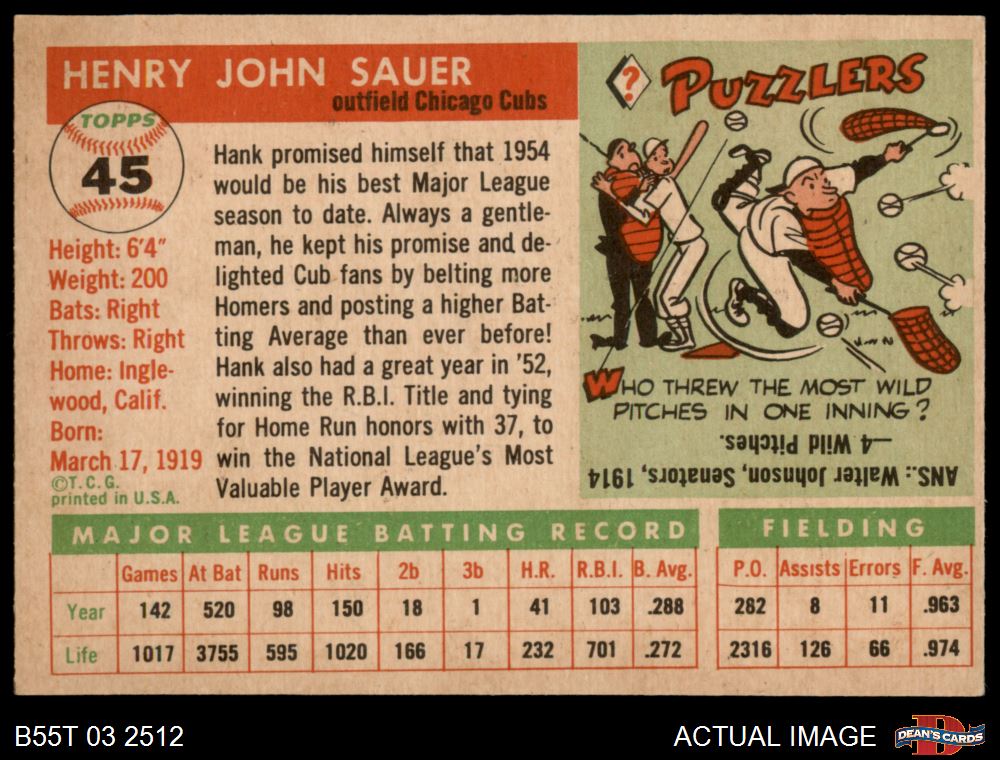 HENRY JOHN SAUER
outfield Chicago Cubs
TOPPS
45
Height: 6'4"
Weight: 200
Bats: Right
Throws: Right
Home: Ingle-
wood, Calif.
Born:
March 17, 1919
©T. C. G.
printed in U.S.A.
Hank promised himself that 1954
would be his best Major League
season to date. Always a gentle-
man, he kept his promise and de-
lighted Cub fans by belting more
Homers and posting a higher Bat-
ting Average than ever before!
Hank also had a great year in '52,
winning the R.B.I. Title and tying
for Home Run honors with 37, to
win the National League's Most
Valuable Player Award.
? PUZZLERS
WHO THREW THE MOST WILD
PITCHES IN ONE INNING?
ANS.: Walter Johnson, Senators, 1914
—4 Wild Pitches.
MAJOR LEAGUE BATTING RECORD
Games At Bat Runs Hits 2b 3b H.R. R.B.I. B. Avg.
Year 142 520 98 150 18 1 41 103 .288
Life 1017 3755 595 1020 166 17 232 701 .272
FIELDING
P.O. Assists Errors F. Avg.
282 8 11 .963
2316 126 66 .974
B55T 03 2512
ACTUAL IMAGE
D
DEAN'S CARDS